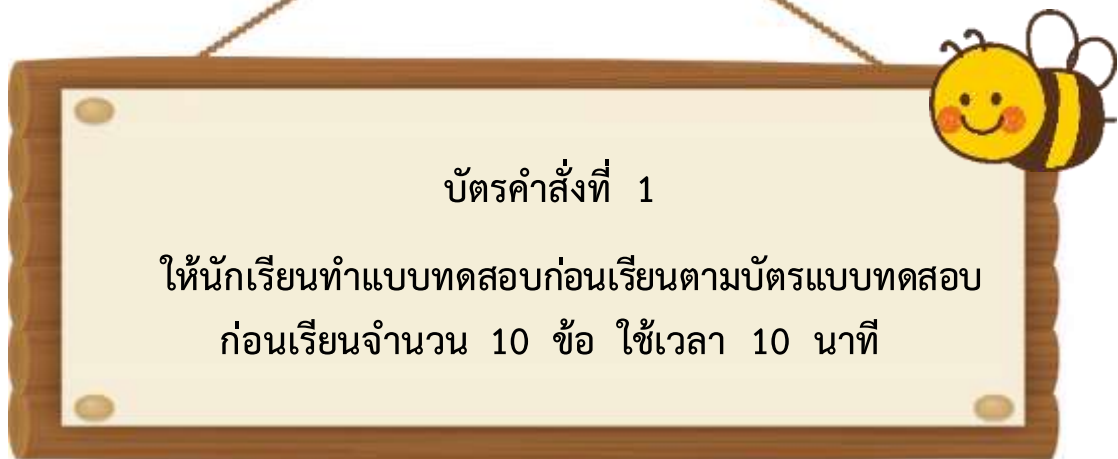 บัตรคำสั่งที่ 1
ให้นักเรียนทำแบบทดสอบก่อนเรียนตามบัตรแบบทดสอบ
ก่อนเรียนจำนวน 10 ข้อ ใช้เวลา 10 นาที